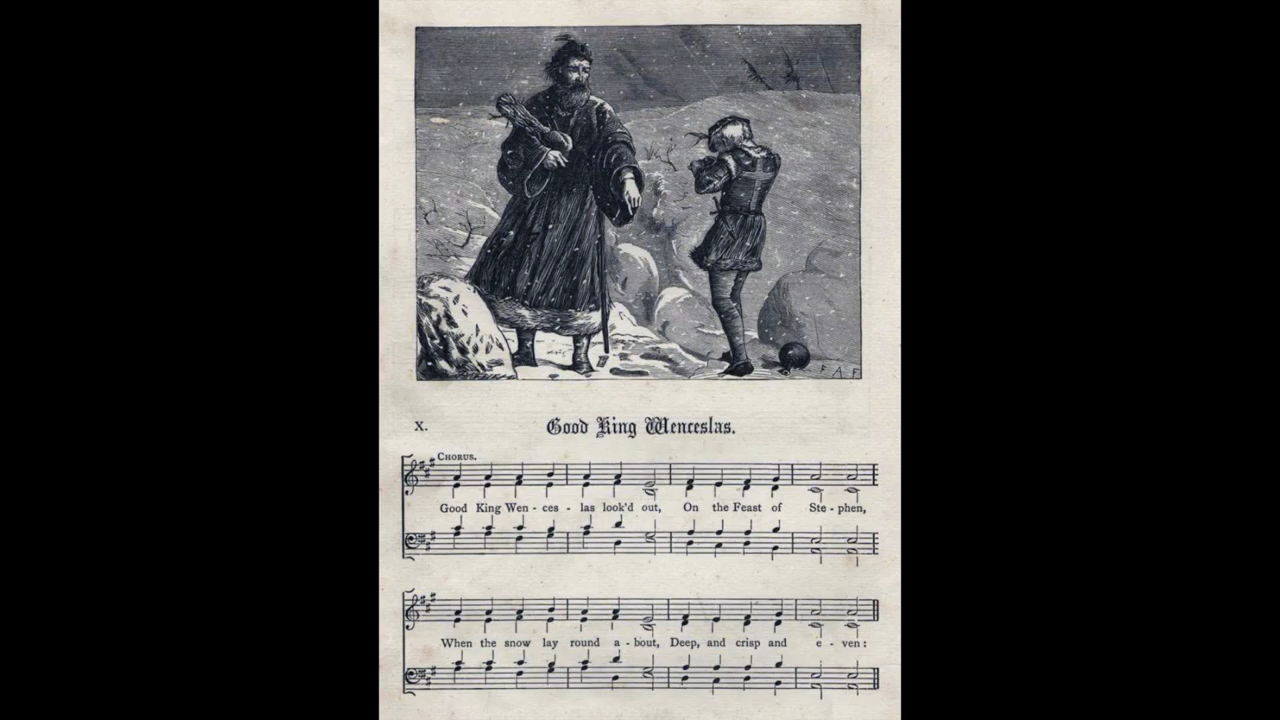 F A F
X. Good King Wenceslas.
CHORUS.
Good King Wen - ces - las look'd out, On the Feast of Ste - phen,
When the snow lay round a - bout, Deep, and crisp and e - ven: